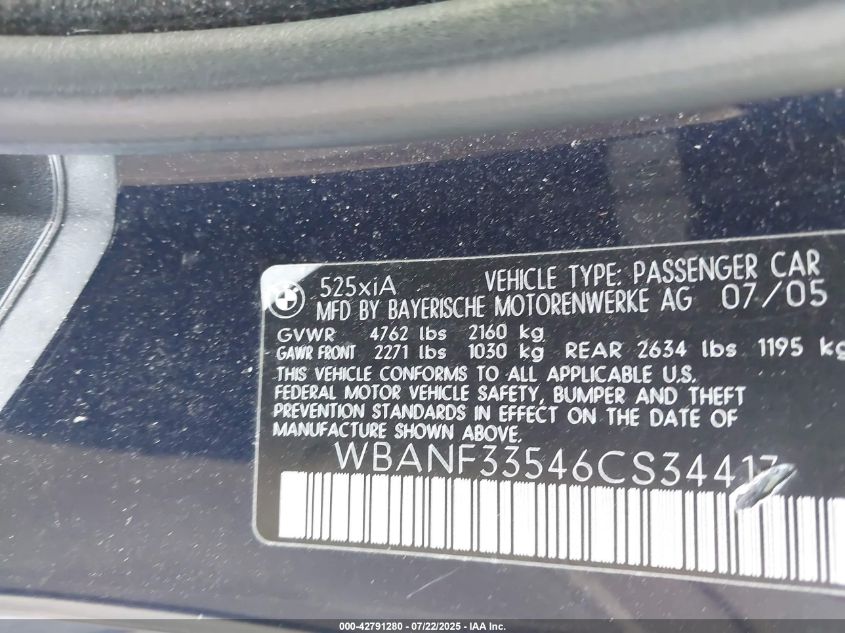 525xiA VEHICLE TYPE: PASSENGER CAR
MFD BY BAYERISCHE MOTORENWERKE AG 07/05
GVWR 4762 lbs 2160 kg
GAWR FRONT 2271 lbs 1030 kg REAR 2634 lbs 1195 kg
THIS VEHICLE CONFORMS TO ALL APPLICABLE U.S.
FEDERAL MOTOR VEHICLE SAFETY, BUMPER AND THEFT
PREVENTION STANDARDS IN EFFECT ON THE DATE OF
MANUFACTURE SHOWN ABOVE.
WBANF33546CS34417
000-42791280 - 07/22/2025 - IAA Inc.